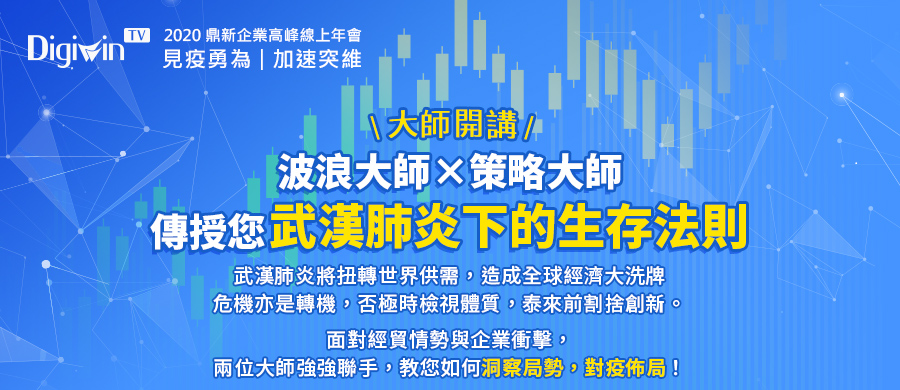 Digiwin TV
2020 鼎新企業高峰線上年會
見疫勇為 | 加速突維
\ 大師開講 /
波浪大師×策略大師
傳授您武漢肺炎下的生存法則
武漢肺炎將扭轉世界供需，造成全球經濟大洗牌
危機亦是轉機，否極時檢視體質，泰來前割捨創新。
面對經貿情勢與企業衝擊，
兩位大師強強聯手，教您如何洞察局勢，對疫佈局！